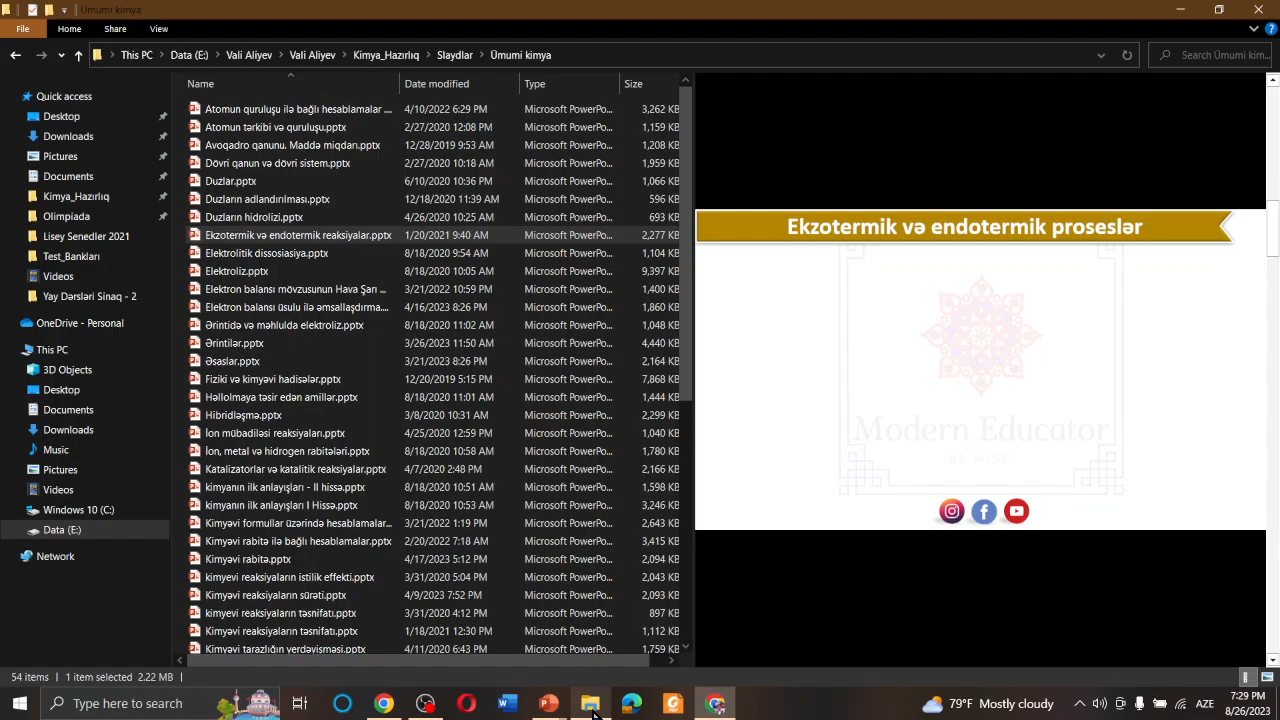 Ümumi kimya
File Home Share View
This PC Data (E:) Vali Aliyev Vali Aliyev Kimya_Hazırlıq Slaydlar Ümumi kimya Search Ümumi kim...
Name Date modified Type Size
Quick access
Desktop
Downloads
Pictures
Documents
Kimya_Hazırlıq
Olimpiada
Lisey Senedler 2021
Test_Bankları
Videos
Yay Dərsləri Sinaq - 2
OneDrive - Personal
This PC
3D Objects
Desktop
Documents
Downloads
Music
Pictures
Videos
Windows 10 (C:)
Data (E:)
Network
Atomun quruluşu ilə bağlı hesablamalar ... 4/10/2022 6:29 PM Microsoft PowerPo... 3,262 KB
Atomun tərkibi və quruluşu.pptx 2/27/2020 12:08 PM Microsoft PowerPo... 1,159 KB
Avoqadro qanunu. Maddə miqdarı.pptx 12/28/2019 9:53 AM Microsoft PowerPo... 1,208 KB
Dövri qanun və dövri sistem.pptx 2/27/2020 10:18 AM Microsoft PowerPo... 1,959 KB
Duzlar.pptx 6/10/2020 10:36 PM Microsoft PowerPo... 1,066 KB
Duzların adlandırılması.pptx 12/18/2020 11:39 AM Microsoft PowerPo... 596 KB
Duzların hidrolizi.pptx 4/26/2020 10:25 AM Microsoft PowerPo... 693 KB
Ekzotermik və endotermik reaksiyalar.pptx 1/19/2021 9:40 AM Microsoft PowerPo... 2,277 KB
Elektrolitik dissosiasiya.pptx 8/18/2020 9:54 AM Microsoft PowerPo... 1,104 KB
Elektroliz.pptx 8/18/2020 10:05 AM Microsoft PowerPo... 9,397 KB
Elektron balansı mövzusunun Hava Şarı ... 3/21/2022 10:59 PM Microsoft PowerPo... 1,400 KB
Elektron balansı üsulu ilə əmsallaşdırma... 4/16/2023 8:26 PM Microsoft PowerPo... 1,860 KB
Ərintidə və məhlulda elektroliz.pptx 8/18/2020 11:02 AM Microsoft PowerPo... 1,048 KB
Ərintilər.pptx 3/26/2023 11:50 AM Microsoft PowerPo... 4,440 KB
Əsaslar.pptx 3/21/2023 8:26 PM Microsoft PowerPo... 2,164 KB
Fiziki və kimyəvi hadisələr.pptx 12/20/2019 5:15 PM Microsoft PowerPo... 7,868 KB
Həllolmaya təsir edən amillər.pptx 8/18/2020 11:01 AM Microsoft PowerPo... 1,444 KB
Hibridləşmə.pptx 3/8/2020 10:31 AM Microsoft PowerPo... 2,299 KB
İon mübadiləsi reaksiyaları.pptx 4/25/2020 12:59 PM Microsoft PowerPo... 1,040 KB
İon, metal və hidrogen rabitələri.pptx 8/18/2020 10:58 AM Microsoft PowerPo... 1,780 KB
Katalizatorlar və katalitik reaksiyalar.pptx 4/7/2020 2:48 PM Microsoft PowerPo... 2,166 KB
kimyanın ilk anlayışları - II hissə.pptx 8/18/2020 10:51 AM Microsoft PowerPo... 1,598 KB
kimyanın ilk anlayışları I Hissə.pptx 8/18/2020 10:53 AM Microsoft PowerPo... 3,246 KB
3/21/2022 1:19 PM Microsoft PowerPo... 2,643 KB
Kimyəvi rabitə ilə bağlı hesablamalar.pptx 2/20/2022 7:18 AM Microsoft PowerPo... 3,415 KB
Kimyəvi rabitə.pptx 4/17/2023 5:12 PM Microsoft PowerPo... 2,094 KB
kimyevi reaksiyaların istilik effekti.pptx 3/31/2020 5:04 PM Microsoft PowerPo... 2,043 KB
Kimyəvi reaksiyaların sürəti.pptx 4/9/2023 7:52 PM Microsoft PowerPo... 2,093 KB
kimyəvi reaksiyaların təsnifatı.pptx 3/31/2020 4:12 PM Microsoft PowerPo... 897 KB
Kimyəvi reaksiyaların təsnifatı.pptx 1/18/2021 12:30 PM Microsoft PowerPo... 1,112 KB
Kimyəvi tarazlığın yerdəyişməsi.pptx 4/11/2020 6:43 PM Microsoft PowerPo... 1,759 KB
Ekzotermik və endotermik proseslər
Modern Educator
BE WISE!
54 items 1 item selected 2.22 MB
Type here to search
79°F Mostly cloudy AZE 7:29 PM
8/26/2023